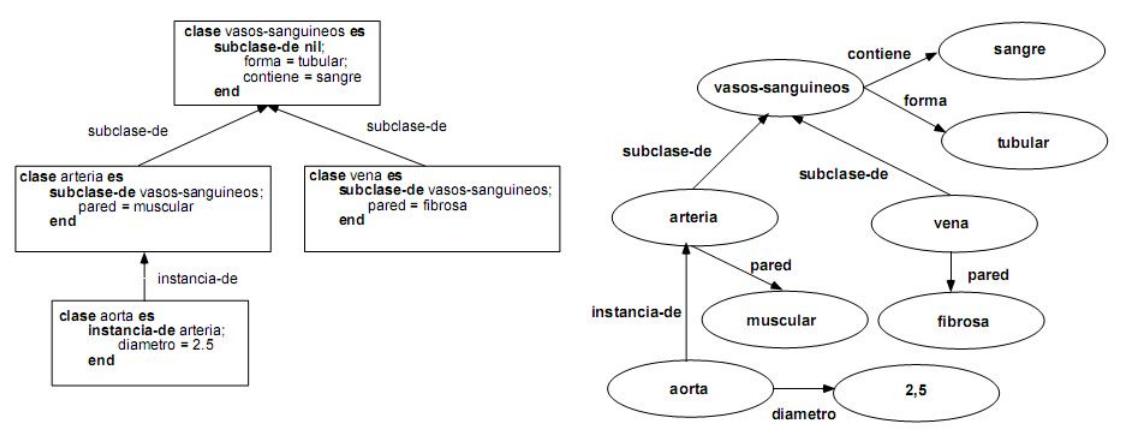 clase vasos-sanguineos es
subclase-de nil;
forma = tubular;
contiene = sangre
end
subclase-de
subclase-de
clase arteria es
subclase-de vasos-sanguineos;
pared = muscular
end
clase vena es
subclase-de vasos-sanguineos;
pared = fibrosa
end
instancia-de
clase aorta es
instancia-de arteria;
diametro = 2.5
end
contiene
sangre
vasos-sanguineos
forma
tubular
subclase-de
subclase-de
arteria
vena
pared
pared
instancia-de
muscular
fibrosa
aorta
2,5
diametro